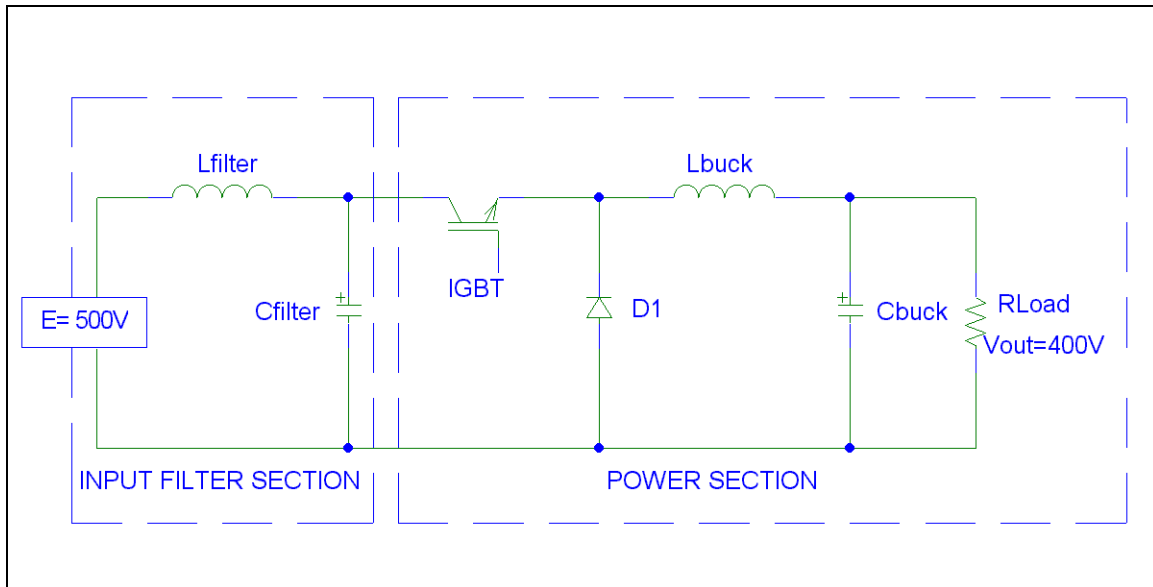 Lfilter
Lbuck
IGBT
E= 500V
Cfilter
+
D1
+
Cbuck
RLoad
Vout=400V
INPUT FILTER SECTION
POWER SECTION